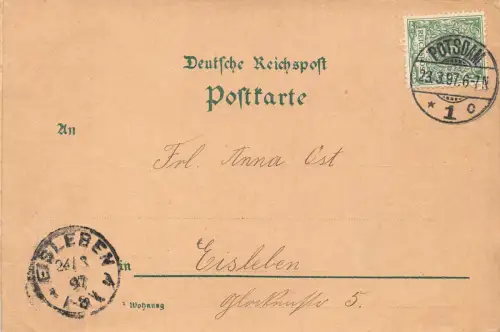 Deutsche Reichspost
Postkarte
POTSDAM
23.3.97.6-7N
* 1 c
An
Frl. Anna Ost
EISLEBEN
24/3
97
in
Eisleben
Wohnung
5.